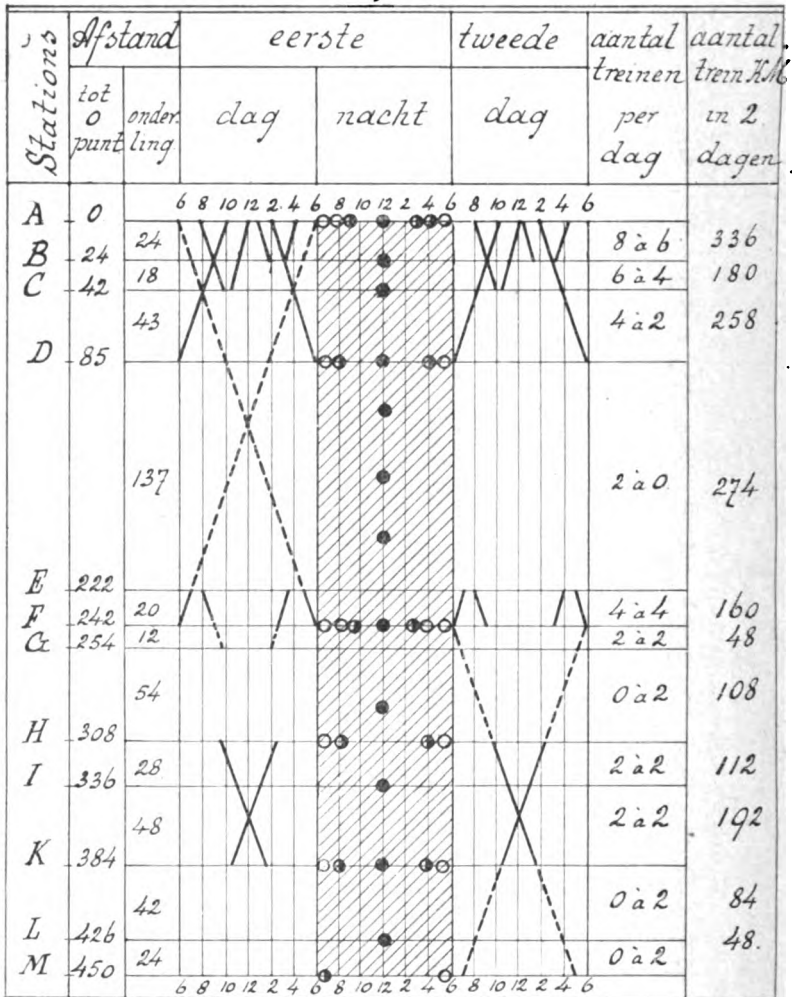 Stations
Afstand
eerste
tweede
aantal treinen per dag
aantal trein KM in 2 dagen
tot 0 punt
onderling
dag
nacht
dag
6 8 10 12 2 4 6 8 10 12 2 4 6 8 10 12 2 4 6
A 0
24 8 à 6 336
B 24
18 6 à 4 180
C 42
43 4 à 2 258
D 85
137 2 à 0 274
E 222
20 4 à 4 160
F 242
12 2 à 2 48
G 254
54 0 à 2 108
H 308
28 2 à 2 112
I 336
48 2 à 2 192
K 384
42 0 à 2 84
L 426
24 0 à 2 48.
M 450
6 8 10 12 2 4 6 8 10 12 2 4 6 8 10 12 2 4 6